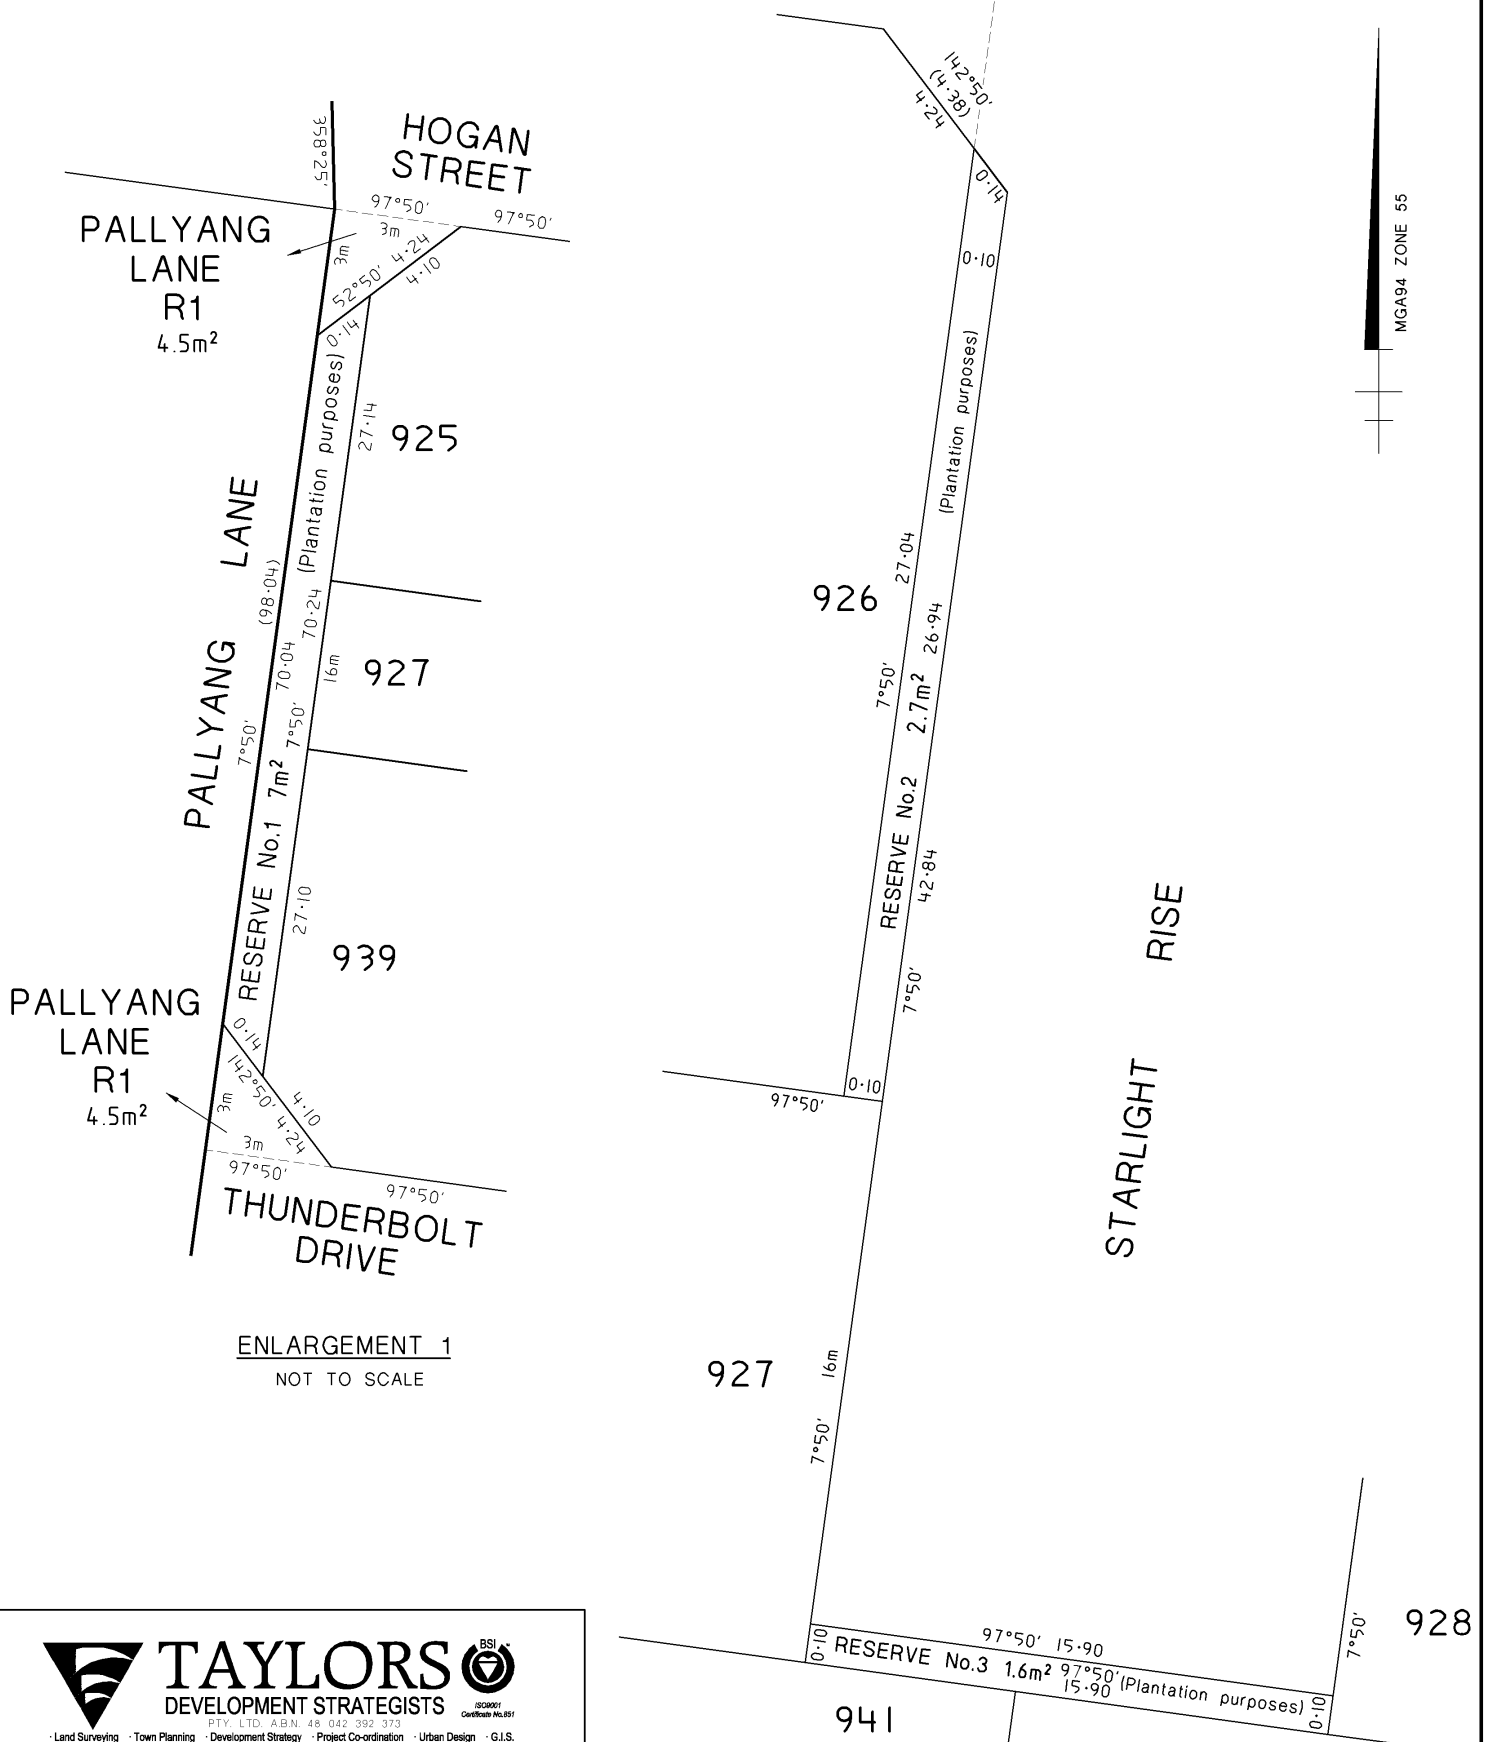 HOGAN
STREET
358°25'
97°50'
3m
97°50'
PALLYANG
LANE
R1
4.5m²
3m
52°50' 4·24
4·10
0·14
(Plantation purposes)
27·14
925
PALLYANG LANE
(98·04)
7°50'
70·04
7°50' 70·24
16m
927
RESERVE No.1 7m²
27·10
939
PALLYANG
LANE
R1
4.5m²
0·14
142°50' 4·24
4·10
3m
3m
97°50'
97°50'
THUNDERBOLT
DRIVE
ENLARGEMENT 1
NOT TO SCALE
142°50'
(4·38)
4·24
0·14
0·10
(Plantation purposes)
27·04
926
7°50'
26·94
RESERVE No.2 2.7m²
42·84
7°50'
0·10
97°50'
STARLIGHT RISE
927
16m
7°50'
MGA94 ZONE 55
928
7°50'
97°50' 15·90
0·10
RESERVE No.3 1.6m² 97°50' (Plantation purposes)
15·90
0·10
941
TAYLORS
DEVELOPMENT STRATEGISTS
PTY. LTD. A.B.N. 48 042 392 373
· Land Surveying · Town Planning · Development Strategy · Project Co-ordination · Urban Design · G.I.S.
BSI
ISO9001
Certificate No.851